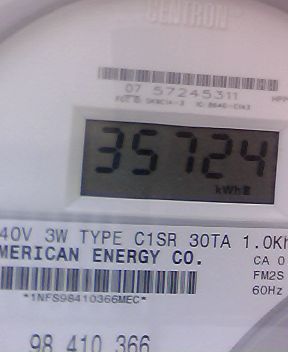 CENTRON
07 57245311
35724
kWh
40V 3W TYPE C1SR 30TA 1.0Kh
MERICAN ENERGY CO.
CA 0
FM2S
60Hz
*1NFS98410366MEC*
98 410 366